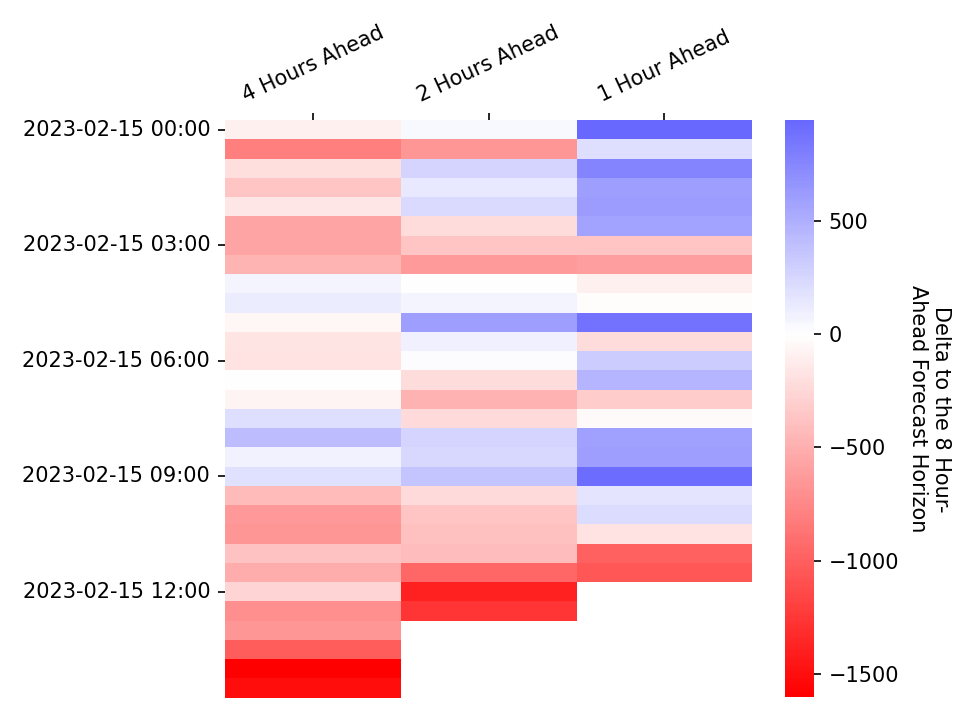 4 Hours Ahead
2 Hours Ahead
1 Hour Ahead
2023-02-15 00:00
2023-02-15 03:00
2023-02-15 06:00
2023-02-15 09:00
2023-02-15 12:00
500
0
−500
−1000
−1500
Delta to the 8 Hour-
Ahead Forecast Horizon